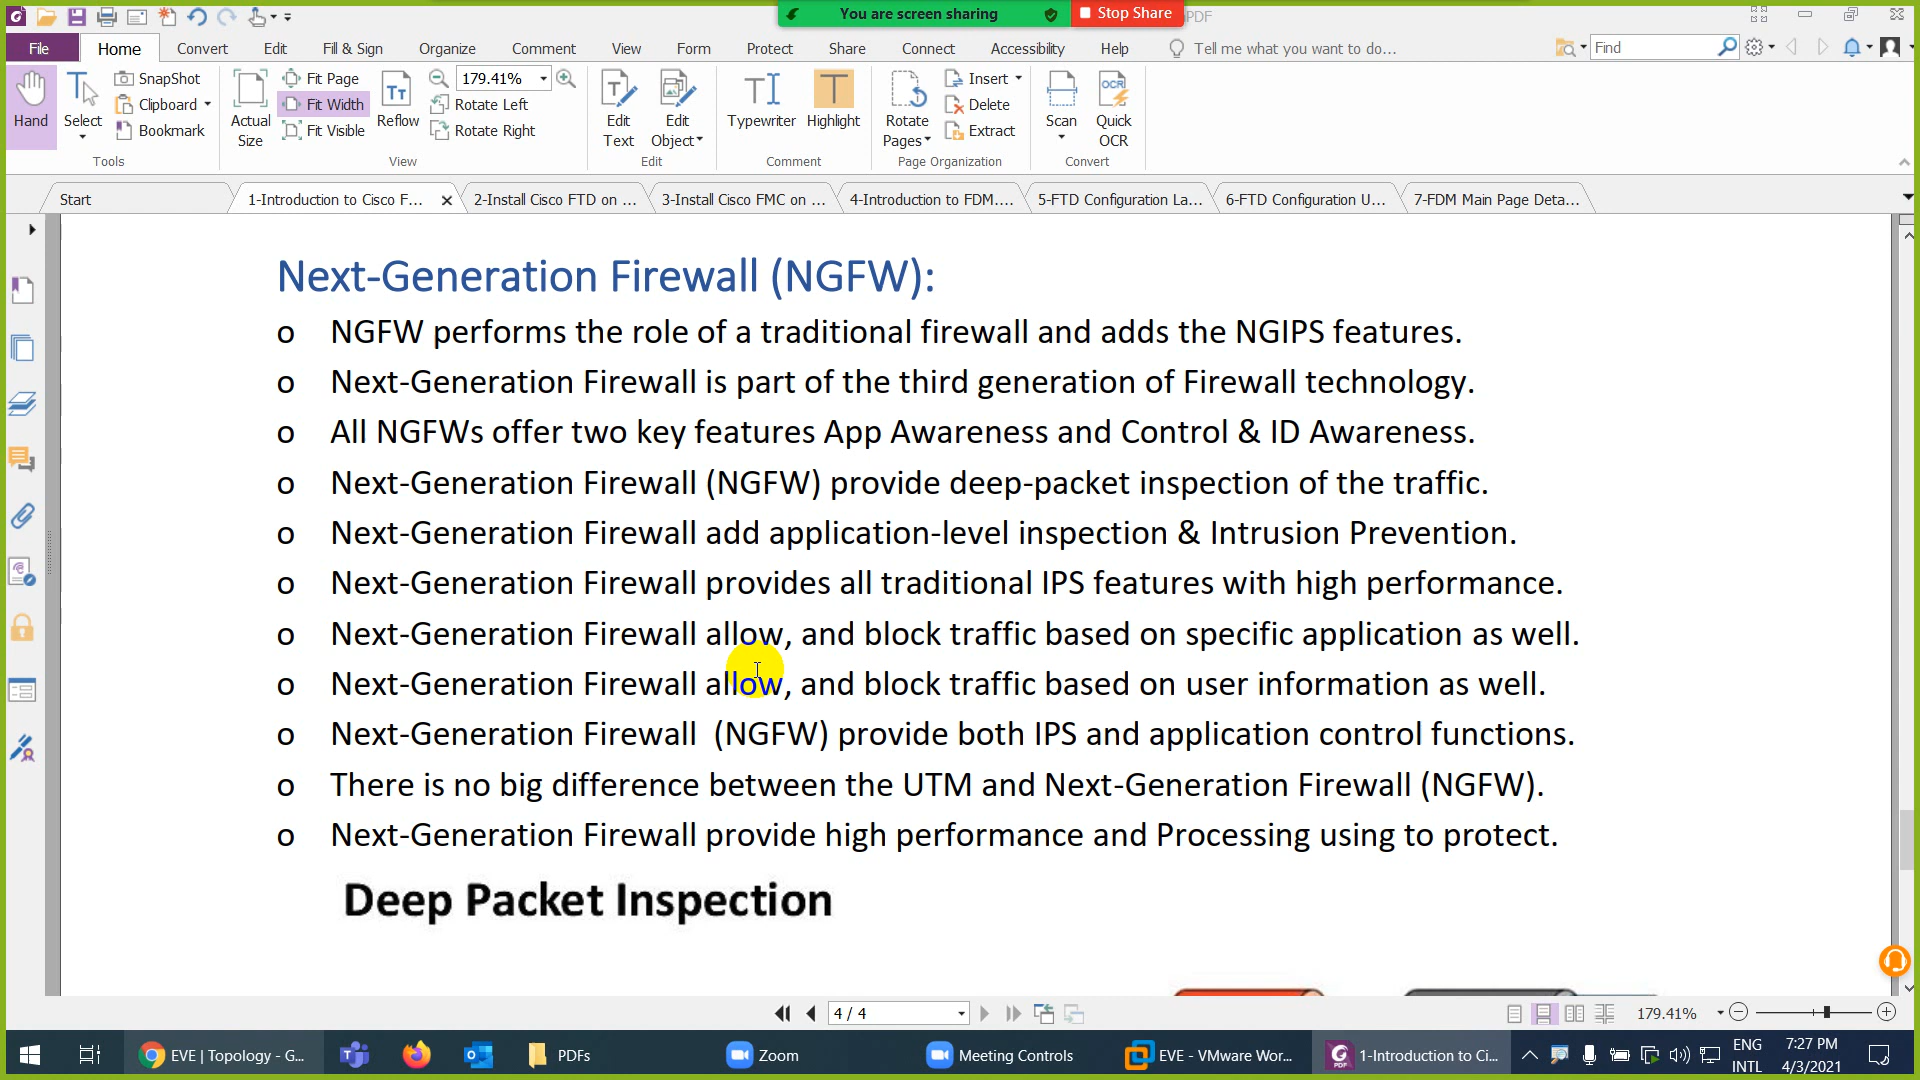 You are screen sharing
Stop Share
PDF
File Home Convert Edit Fill & Sign Organize Comment View Form Protect Share Connect Accessibility Help Tell me what you want to do... Find
Hand
Select
SnapShot
Clipboard
Bookmark
Tools
Actual Size
Fit Page
Fit Width
Fit Visible
Reflow
179.41%
Rotate Left
Rotate Right
View
Edit Text
Edit Object
Edit
Typewriter
Highlight
Comment
Rotate Pages
Insert
Delete
Extract
Page Organization
Scan
Quick OCR
Convert
Start 1-Introduction to Cisco F... 2-Install Cisco FTD on ... 3-Install Cisco FMC on ... 4-Introduction to FDM.... 5-FTD Configuration La... 6-FTD Configuration U... 7-FDM Main Page Deta...
Next-Generation Firewall (NGFW):
o NGFW performs the role of a traditional firewall and adds the NGIPS features.
o Next-Generation Firewall is part of the third generation of Firewall technology.
o All NGFWs offer two key features App Awareness and Control & ID Awareness.
o Next-Generation Firewall (NGFW) provide deep-packet inspection of the traffic.
o Next-Generation Firewall add application-level inspection & Intrusion Prevention.
o Next-Generation Firewall provides all traditional IPS features with high performance.
o Next-Generation Firewall allow, and block traffic based on specific application as well.
o Next-Generation Firewall allow, and block traffic based on user information as well.
o Next-Generation Firewall (NGFW) provide both IPS and application control functions.
o There is no big difference between the UTM and Next-Generation Firewall (NGFW).
o Next-Generation Firewall provide high performance and Processing using to protect.
Deep Packet Inspection
4 / 4
179.41%
EVE | Topology - G... PDFs Zoom Meeting Controls EVE - VMware Wor... 1-Introduction to Ci...
ENG
INTL
7:27 PM
4/3/2021